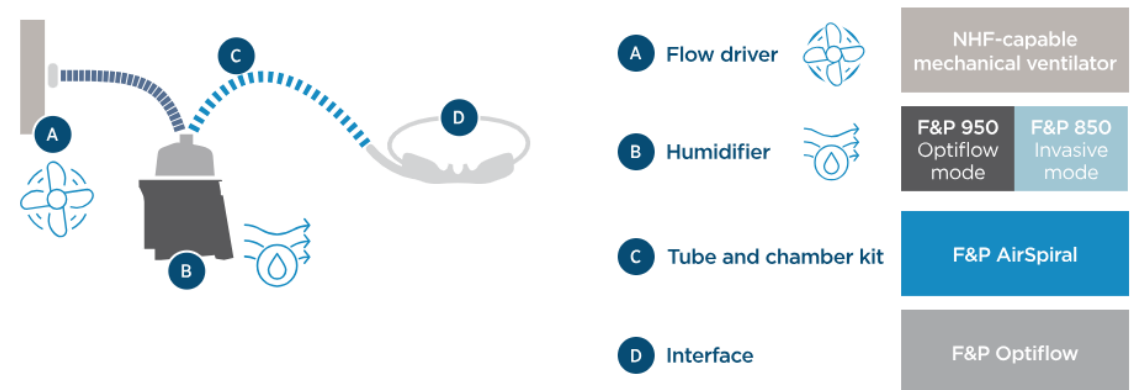 C
A
B
D
A Flow driver
NHF-capable
mechanical ventilator
B Humidifier
F&P 950
Optiflow
mode
F&P 850
Invasive
mode
C Tube and chamber kit
F&P AirSpiral
D Interface
F&P Optiflow